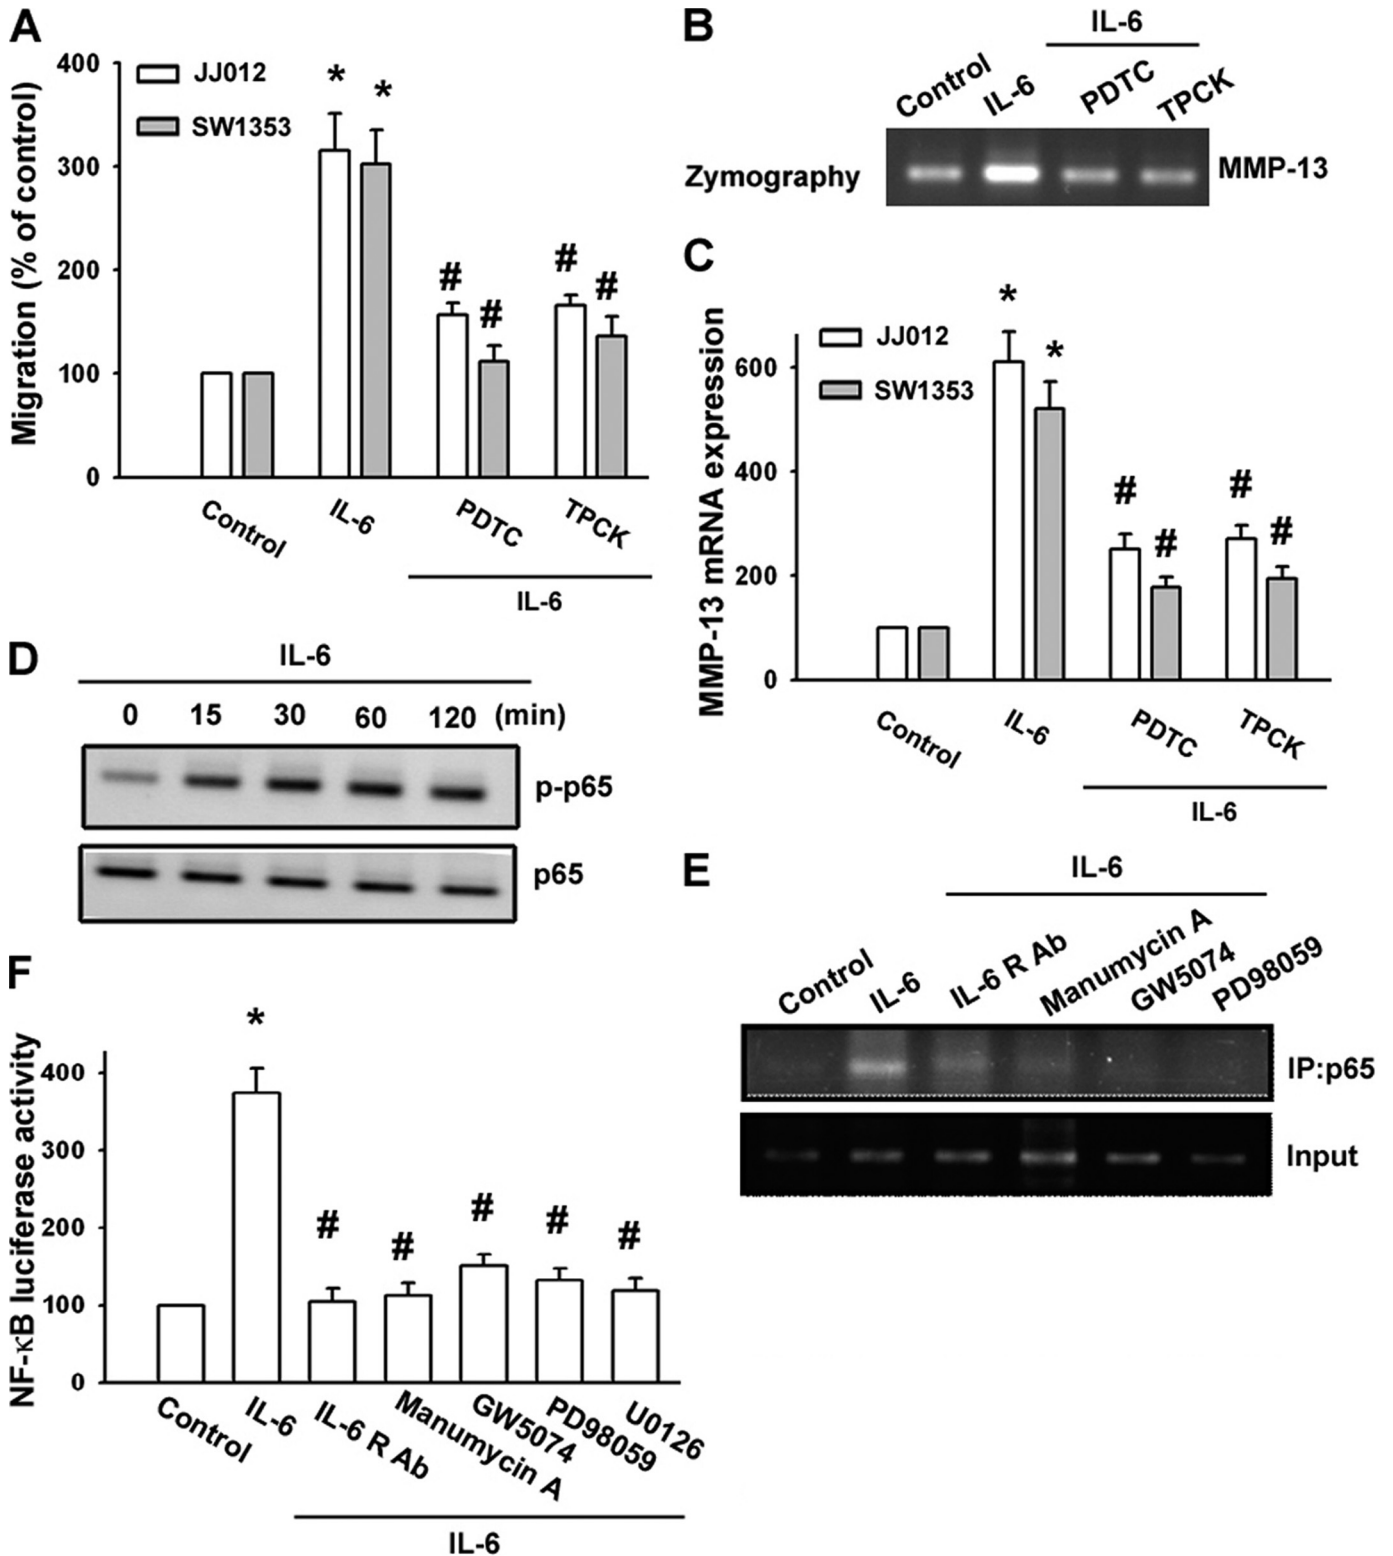 A
Migration (% of control)
400
300
200
100
0
JJ012
SW1353
* *
# # # #
Control IL-6 PDTC TPCK
IL-6
B
IL-6
Control IL-6 PDTC TPCK
Zymography MMP-13
C
MMP-13 mRNA expression
600
400
200
0
JJ012
SW1353
* *
# # # #
Control IL-6 PDTC TPCK
IL-6
D
IL-6
0 15 30 60 120 (min)
p-p65
p65
E
IL-6
Control IL-6 IL-6 R Ab Manumycin A GW5074 PD98059
IP:p65
Input
F
NF-κB luciferase activity
400
300
200
100
0
*
# # # # #
Control IL-6 IL-6 R Ab Manumycin A GW5074 PD98059 U0126
IL-6